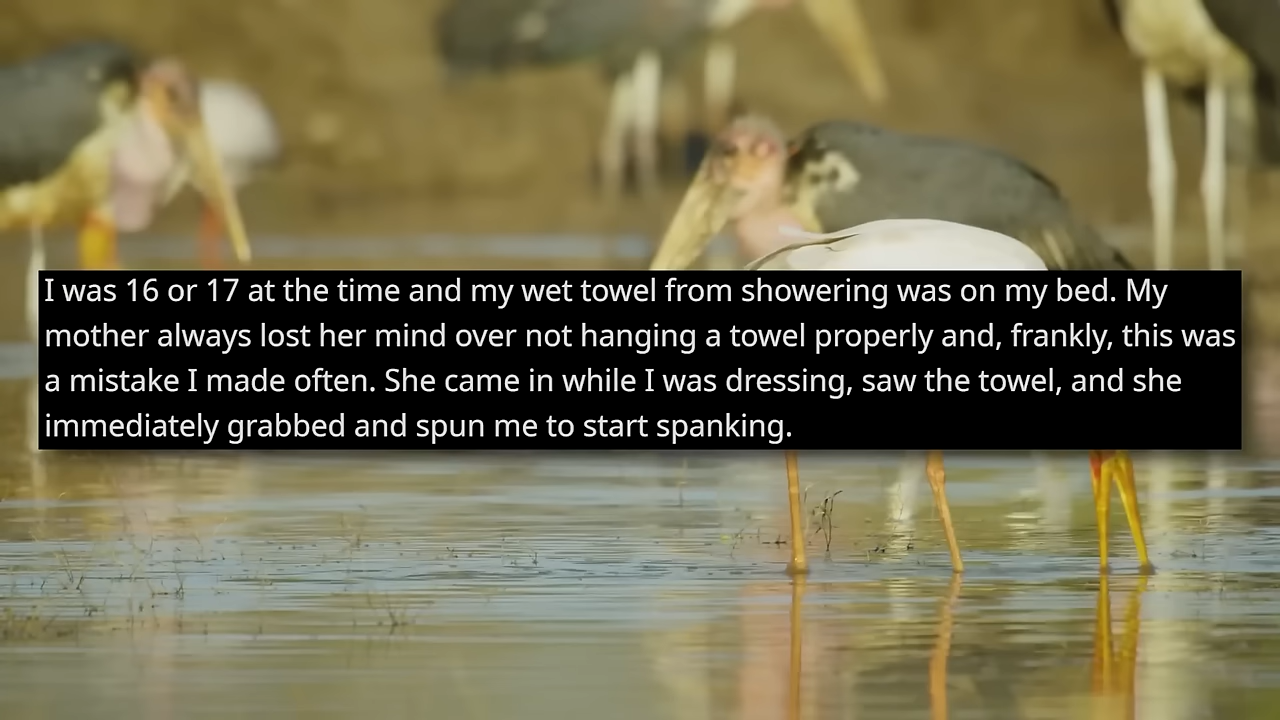 I was 16 or 17 at the time and my wet towel from showering was on my bed. My
mother always lost her mind over not hanging a towel properly and, frankly, this was
a mistake I made often. She came in while I was dressing, saw the towel, and she
immediately grabbed and spun me to start spanking.